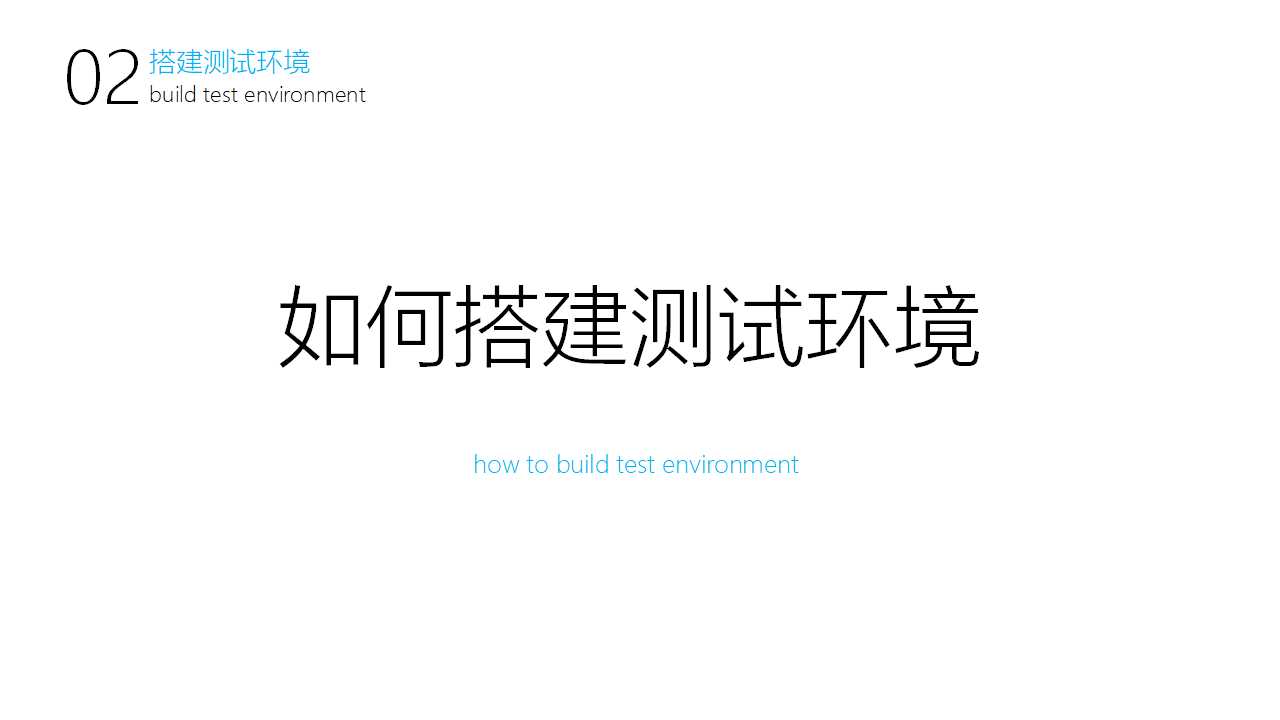 02
搭建测试环境
build test environment
如何搭建测试环境
how to build test environment